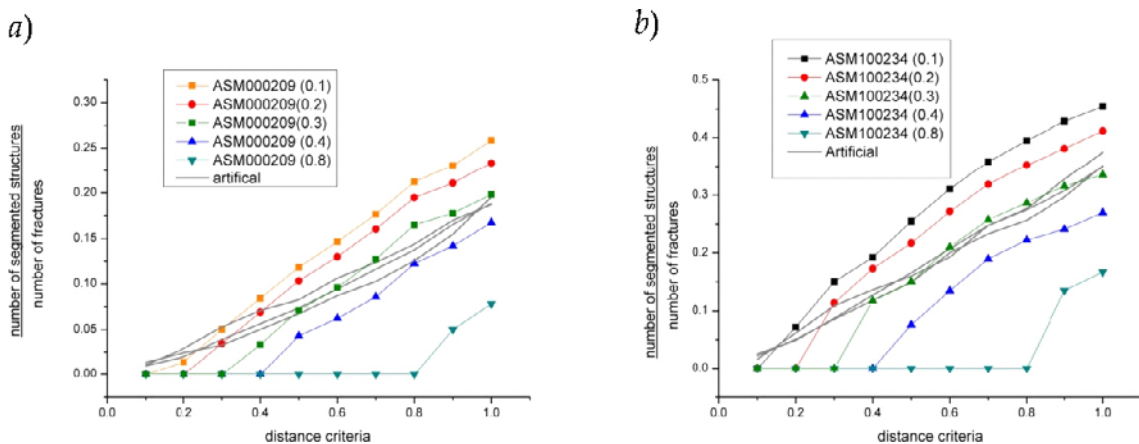 a)
ASM000209 (0.1)
ASM000209(0.2)
ASM000209(0.3)
ASM000209 (0.4)
ASM000209 (0.8)
artifical
number of segmented structures
number of fractures
0.30
0.25
0.20
0.15
0.10
0.05
0.00
0.0 0.2 0.4 0.6 0.8 1.0
distance criteria
b)
ASM100234 (0.1)
ASM100234(0.2)
ASM100234(0.3)
ASM100234 (0.4)
ASM100234 (0.8)
Artificial
number of segmented structures
number of fractures
0.5
0.4
0.3
0.2
0.1
0.0
0.0 0.2 0.4 0.6 0.8 1.0
distance criteria